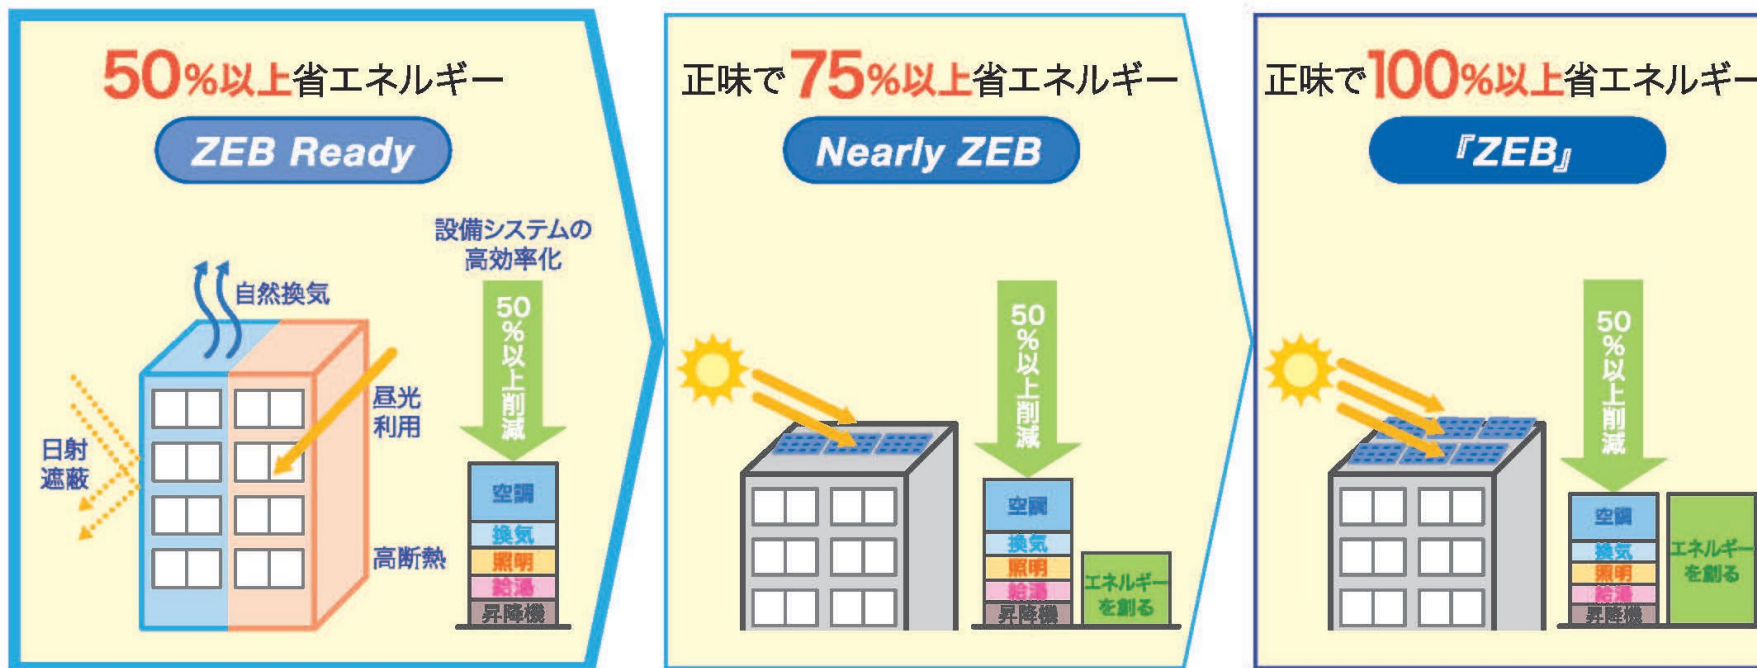 50%以上省エネルギー
ZEB Ready
設備システムの
高効率化
自然換気
50%以上削減
昼光
利用
日射
遮蔽
高断熱
空調
換気
照明
給湯
昇降機
正味で75%以上省エネルギー
Nearly ZEB
50%以上削減
空調
換気
照明
給湯
昇降機
エネルギー
を創る
正味で100%以上省エネルギー
『ZEB』
50%以上削減
空調
換気
照明
給湯
昇降機
エネルギー
を創る